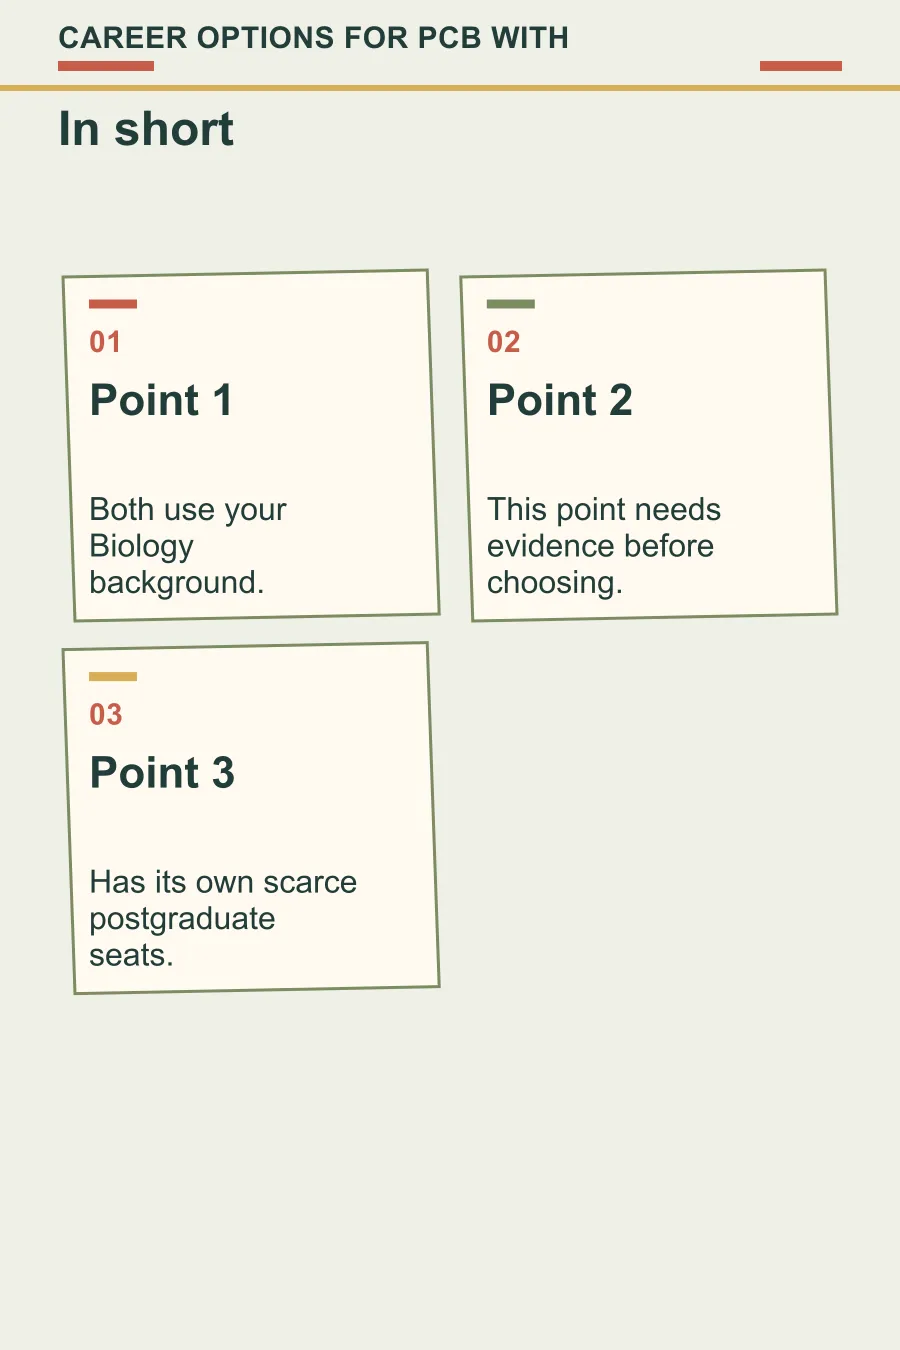 CAREER OPTIONS FOR PCB WITH
In short
01
Point 1
Both use your
Biology
background.
02
Point 2
This point needs
evidence before
choosing.
03
Point 3
Has its own scarce
postgraduate
seats.